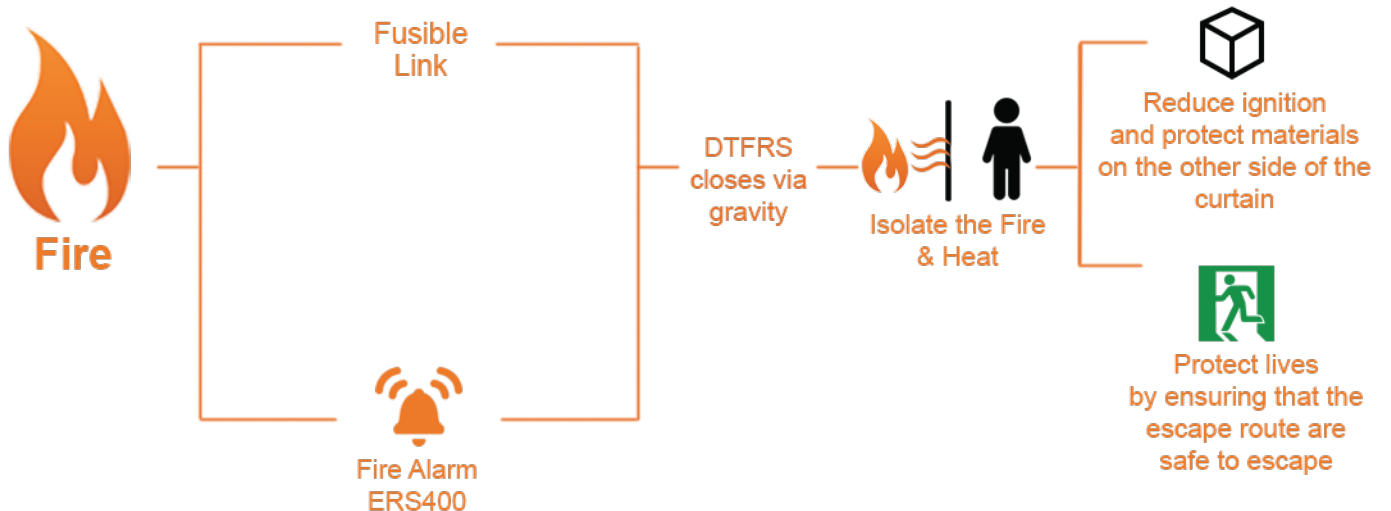 Fire
Fusible
Link
Fire Alarm
ERS400
DTFRS
closes via
gravity
Isolate the Fire
& Heat
Reduce ignition
and protect materials
on the other side of the
curtain
Protect lives
by ensuring that the
escape route are
safe to escape